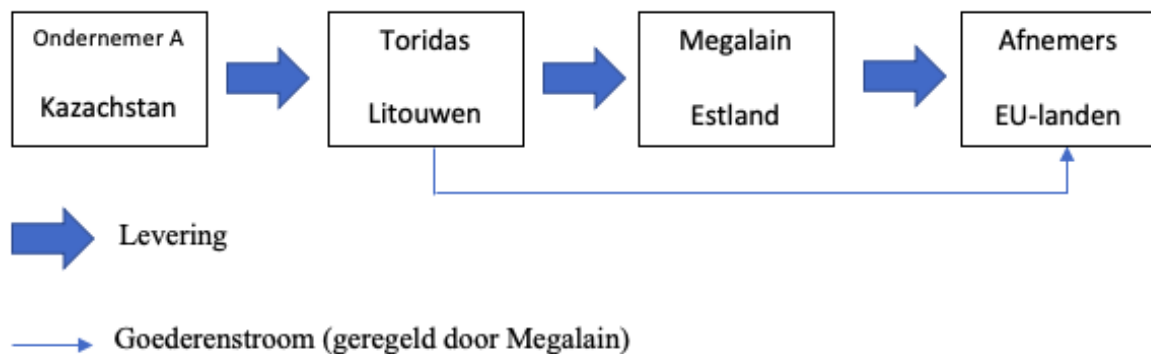 Ondernemer A
Kazachstan
Toridas
Litouwen
Megalain
Estland
Afnemers
EU-landen
Levering
Goederenstroom (geregeld door Megalain)